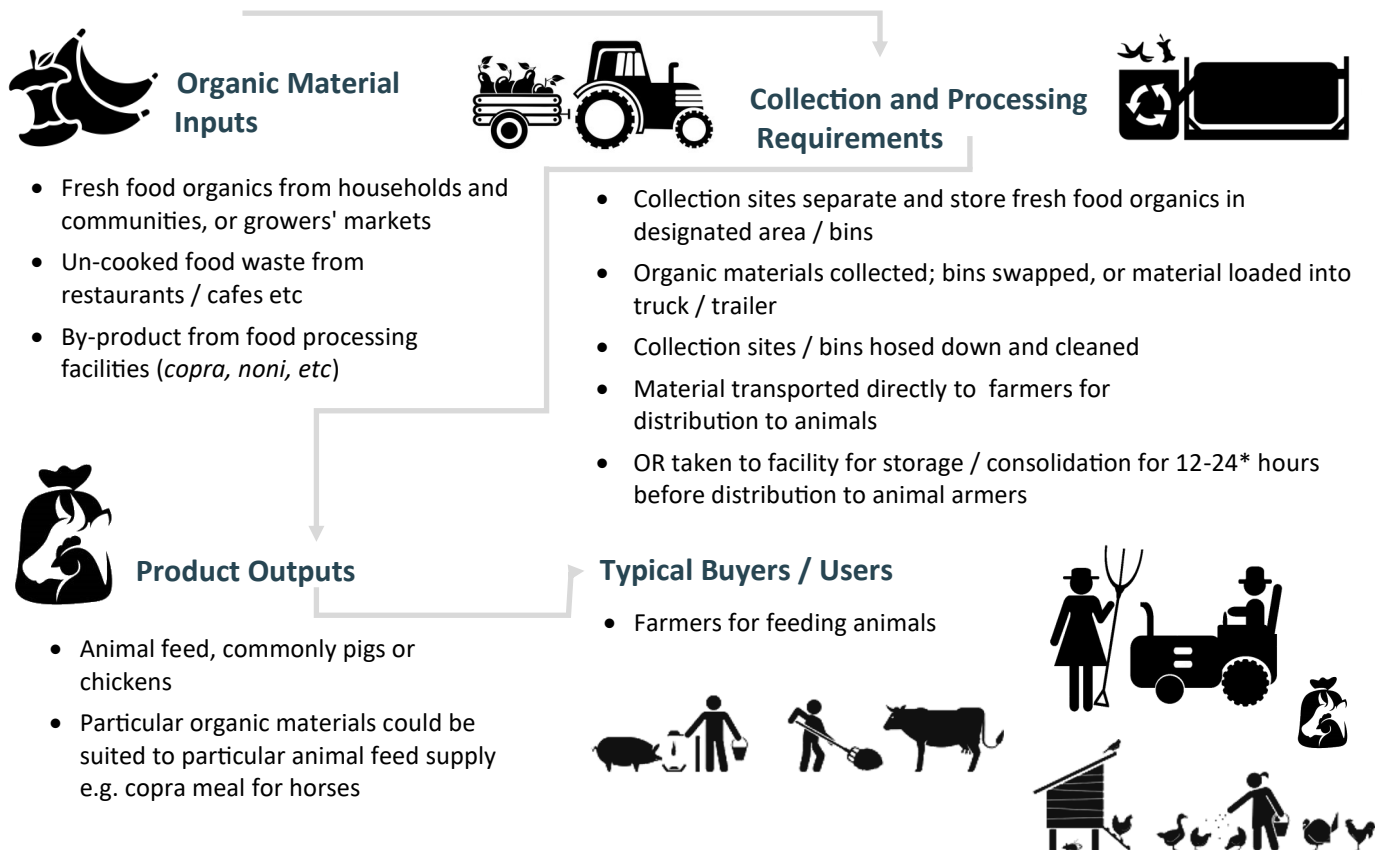 Organic Material
Inputs
• Fresh food organics from households and
communities, or growers' markets
• Un-cooked food waste from
restaurants / cafes etc
• By-product from food processing
facilities (copra, noni, etc)
Collection and Processing
Requirements
• Collection sites separate and store fresh food organics in
designated area / bins
• Organic materials collected; bins swapped, or material loaded into
truck / trailer
• Collection sites / bins hosed down and cleaned
• Material transported directly to farmers for
distribution to animals
• OR taken to facility for storage / consolidation for 12-24* hours
before distribution to animal armers
Product Outputs
• Animal feed, commonly pigs or
chickens
• Particular organic materials could be
suited to particular animal feed supply
e.g. copra meal for horses
Typical Buyers / Users
• Farmers for feeding animals